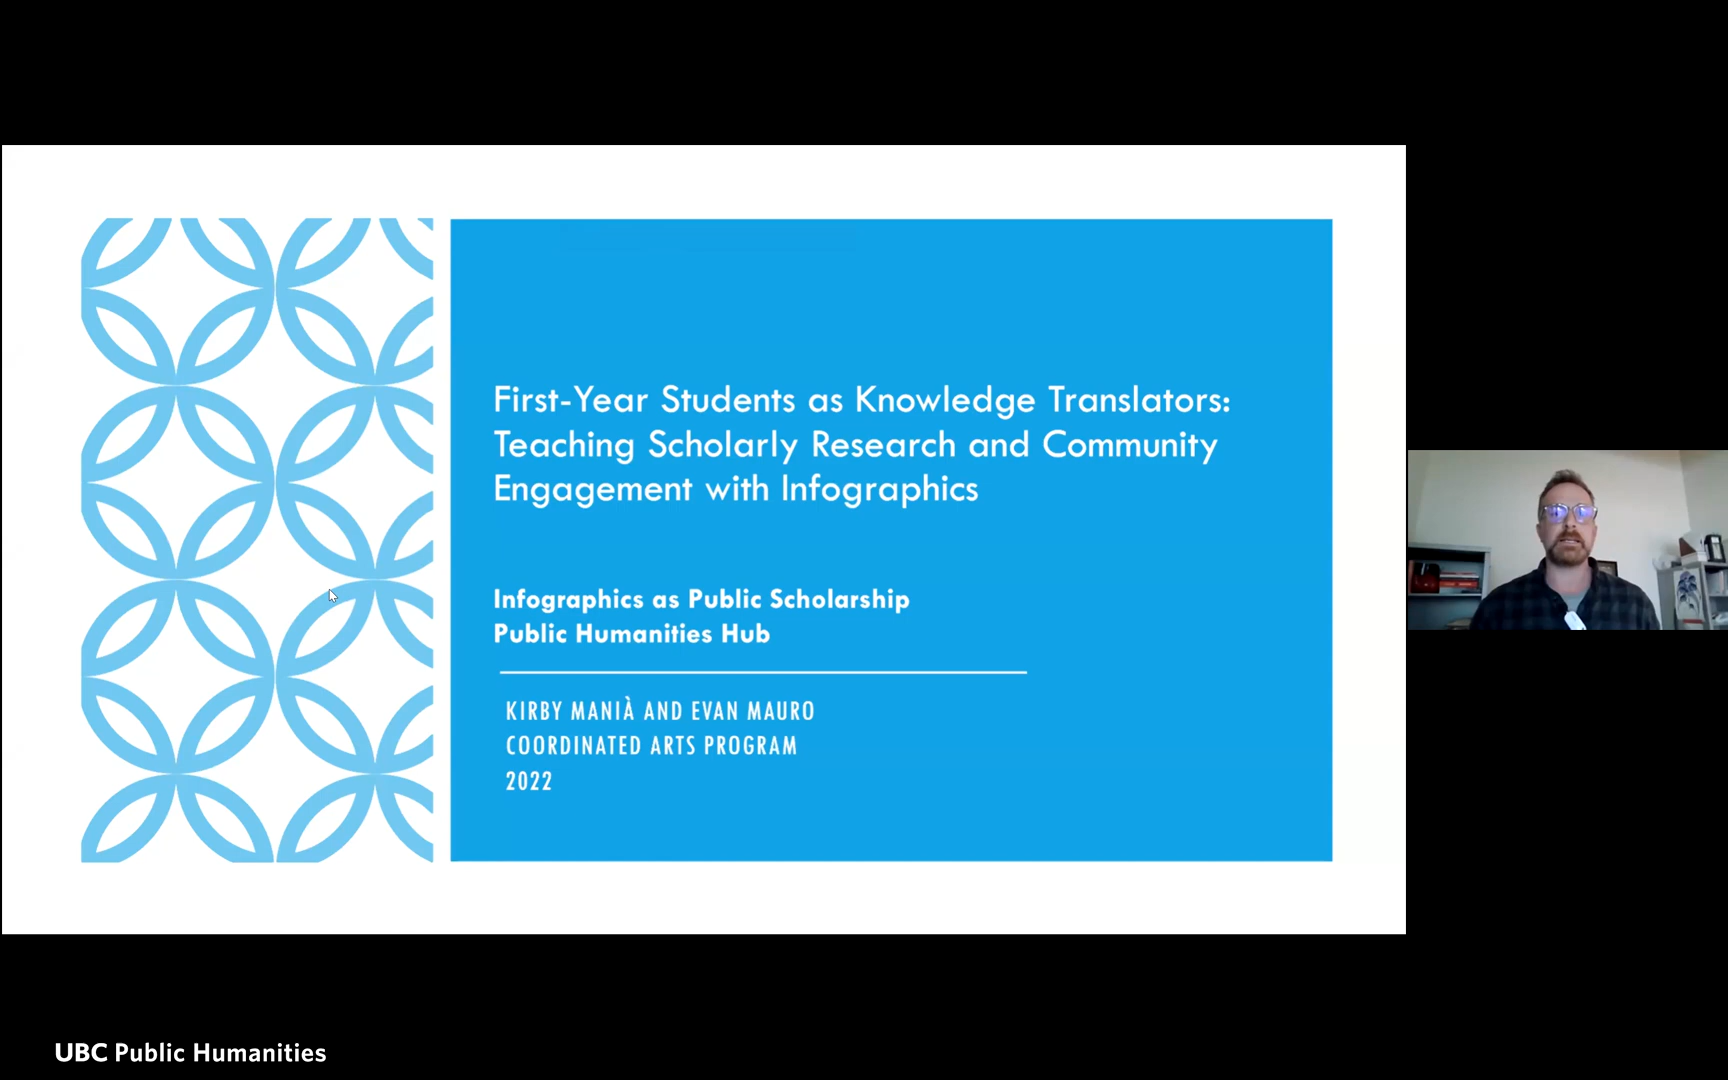 First-Year Students as Knowledge Translators:
Teaching Scholarly Research and Community
Engagement with Infographics
Infographics as Public Scholarship
Public Humanities Hub
KIRBY MANIÀ AND EVAN MAURO
COORDINATED ARTS PROGRAM
2022
UBC Public Humanities